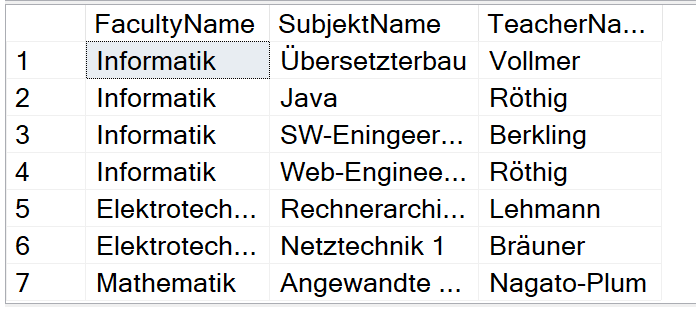 FacultyName SubjektName TeacherNa...
1 Informatik Übersetzterbau Vollmer
2 Informatik Java Röthig
3 Informatik SW-Eningeer... Berkling
4 Informatik Web-Enginee... Röthig
5 Elektrotech... Rechnerarchi... Lehmann
6 Elektrotech... Netztechnik 1 Bräuner
7 Mathematik Angewandte ... Nagato-Plum